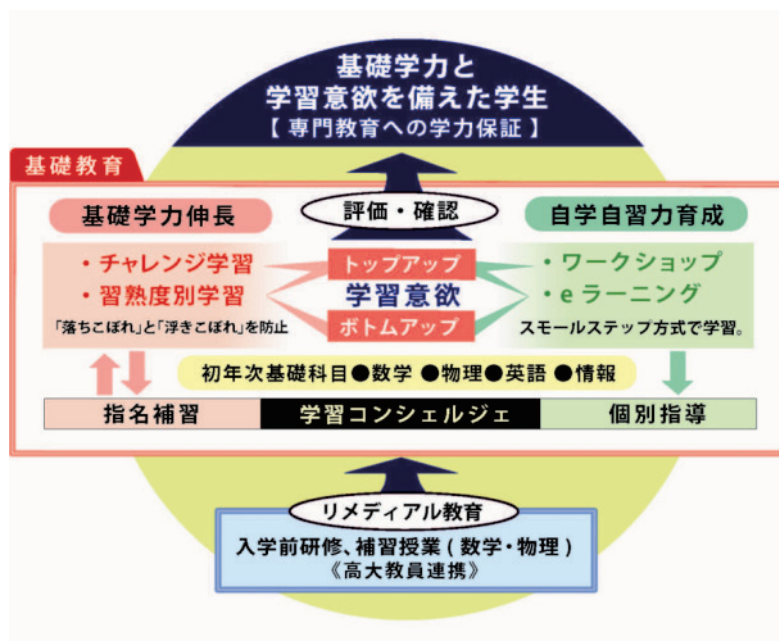 基礎学力と
学習意欲を備えた学生
【 専門教育への学力保証 】
基礎教育
評価・確認
基礎学力伸長
・チャレンジ学習
・習熟度別学習
「落ちこぼれ」と「浮きこぼれ」を防止
トップアップ
学習意欲
ボトムアップ
自学自習力育成
・ワークショップ
・eラーニング
スモールステップ方式で学習。
初年次基礎科目●数学 ●物理●英語 ●情報
指名補習
学習コンシェルジェ
個別指導
リメディアル教育
入学前研修、補習授業 ( 数学・物理 )
《高大教員連携》